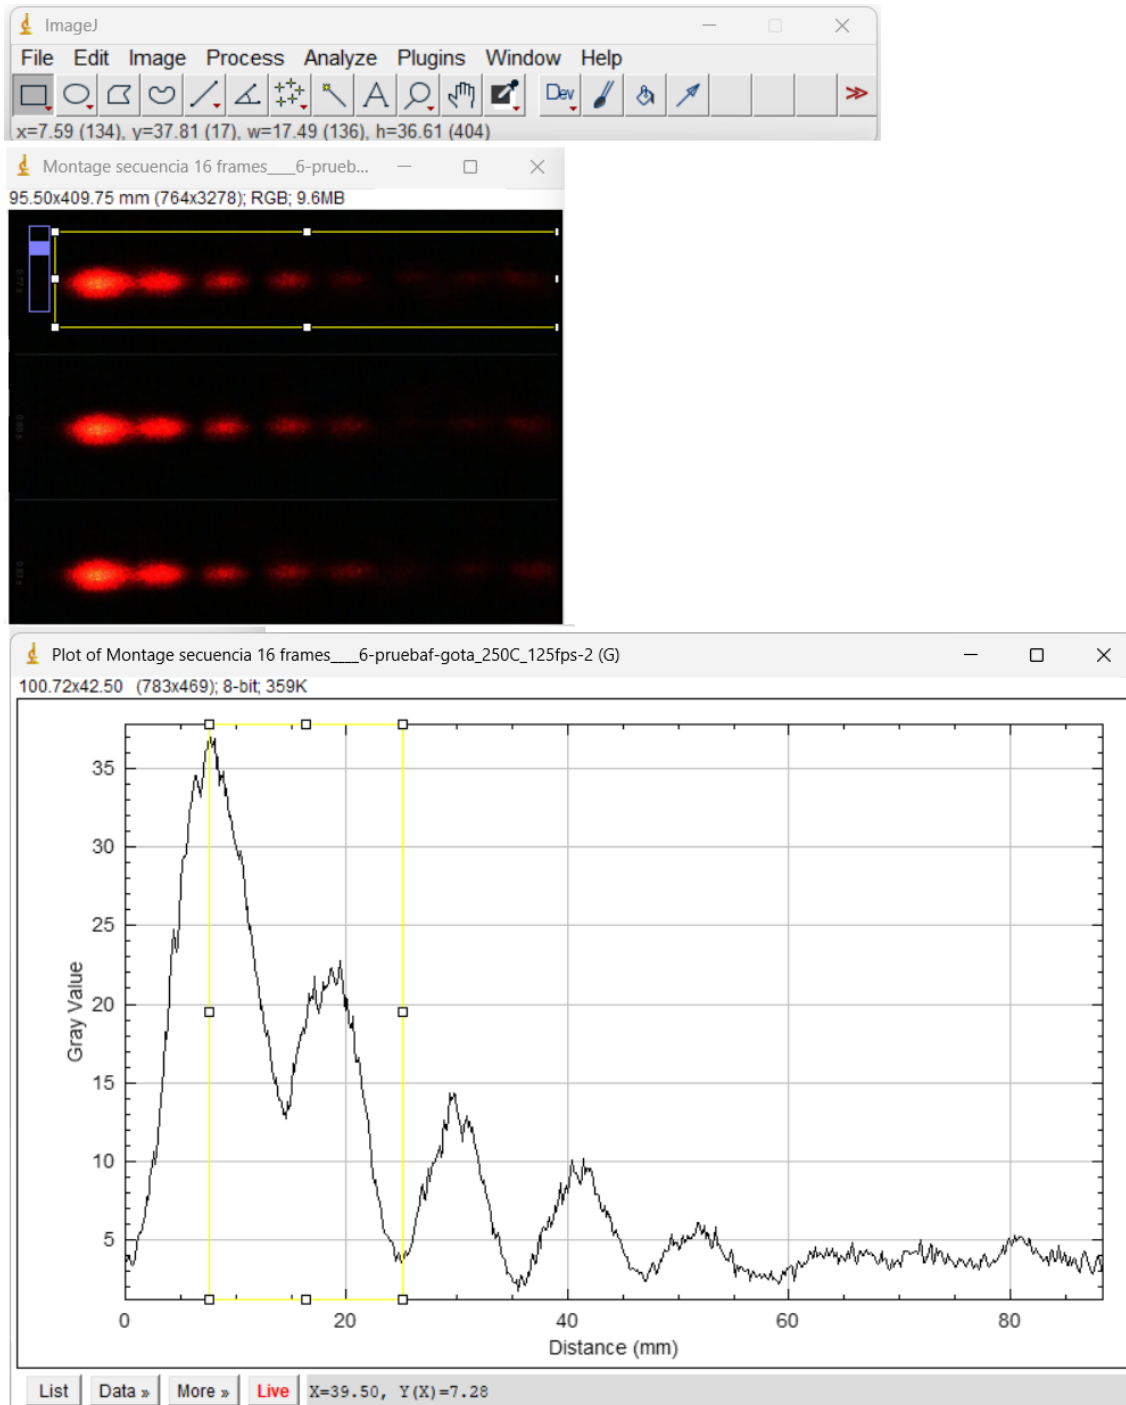 ImageJ
File Edit Image Process Analyze Plugins Window Help
A Dev >>
x=7.59 (134), y=37.81 (17), w=17.49 (136), h=36.61 (404)
Montage secuencia 16 frames____6-prueb...
95.50x409.75 mm (764x3278); RGB; 9.6MB
Plot of Montage secuencia 16 frames____6-pruebaf-gota_250C_125fps-2 (G)
100.72x42.50 (783x469); 8-bit; 359K
35
30
25
20
15
10
5
Gray Value
0 20 40 60 80
Distance (mm)
List Data » More » Live X=39.50, Y(X)=7.28